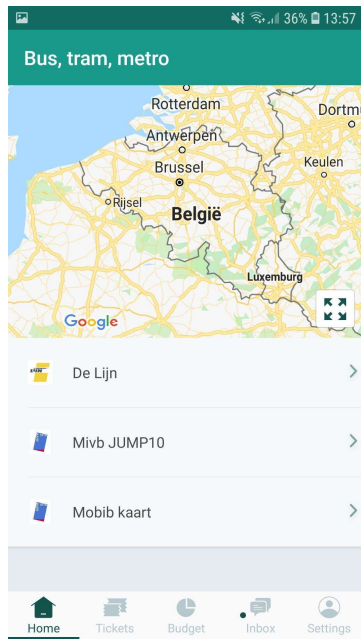 36% 13:57
Bus, tram, metro
Rotterdam
Dortm
Antwerpen
Brussel
Keulen
Rijsel
België
Luxemburg
Google
De Lijn
Mivb JUMP10
Mobib kaart
Home Tickets Budget Inbox Settings